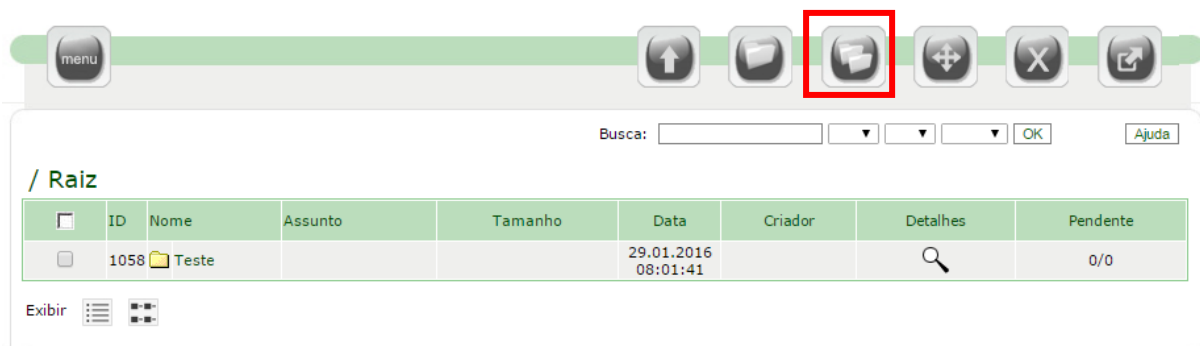 menu
X
Busca: OK Ajuda
/ Raiz
ID Nome Assunto Tamanho Data Criador Detalhes Pendente
1058 Teste 29.01.2016 08:01:41 0/0
Exibir